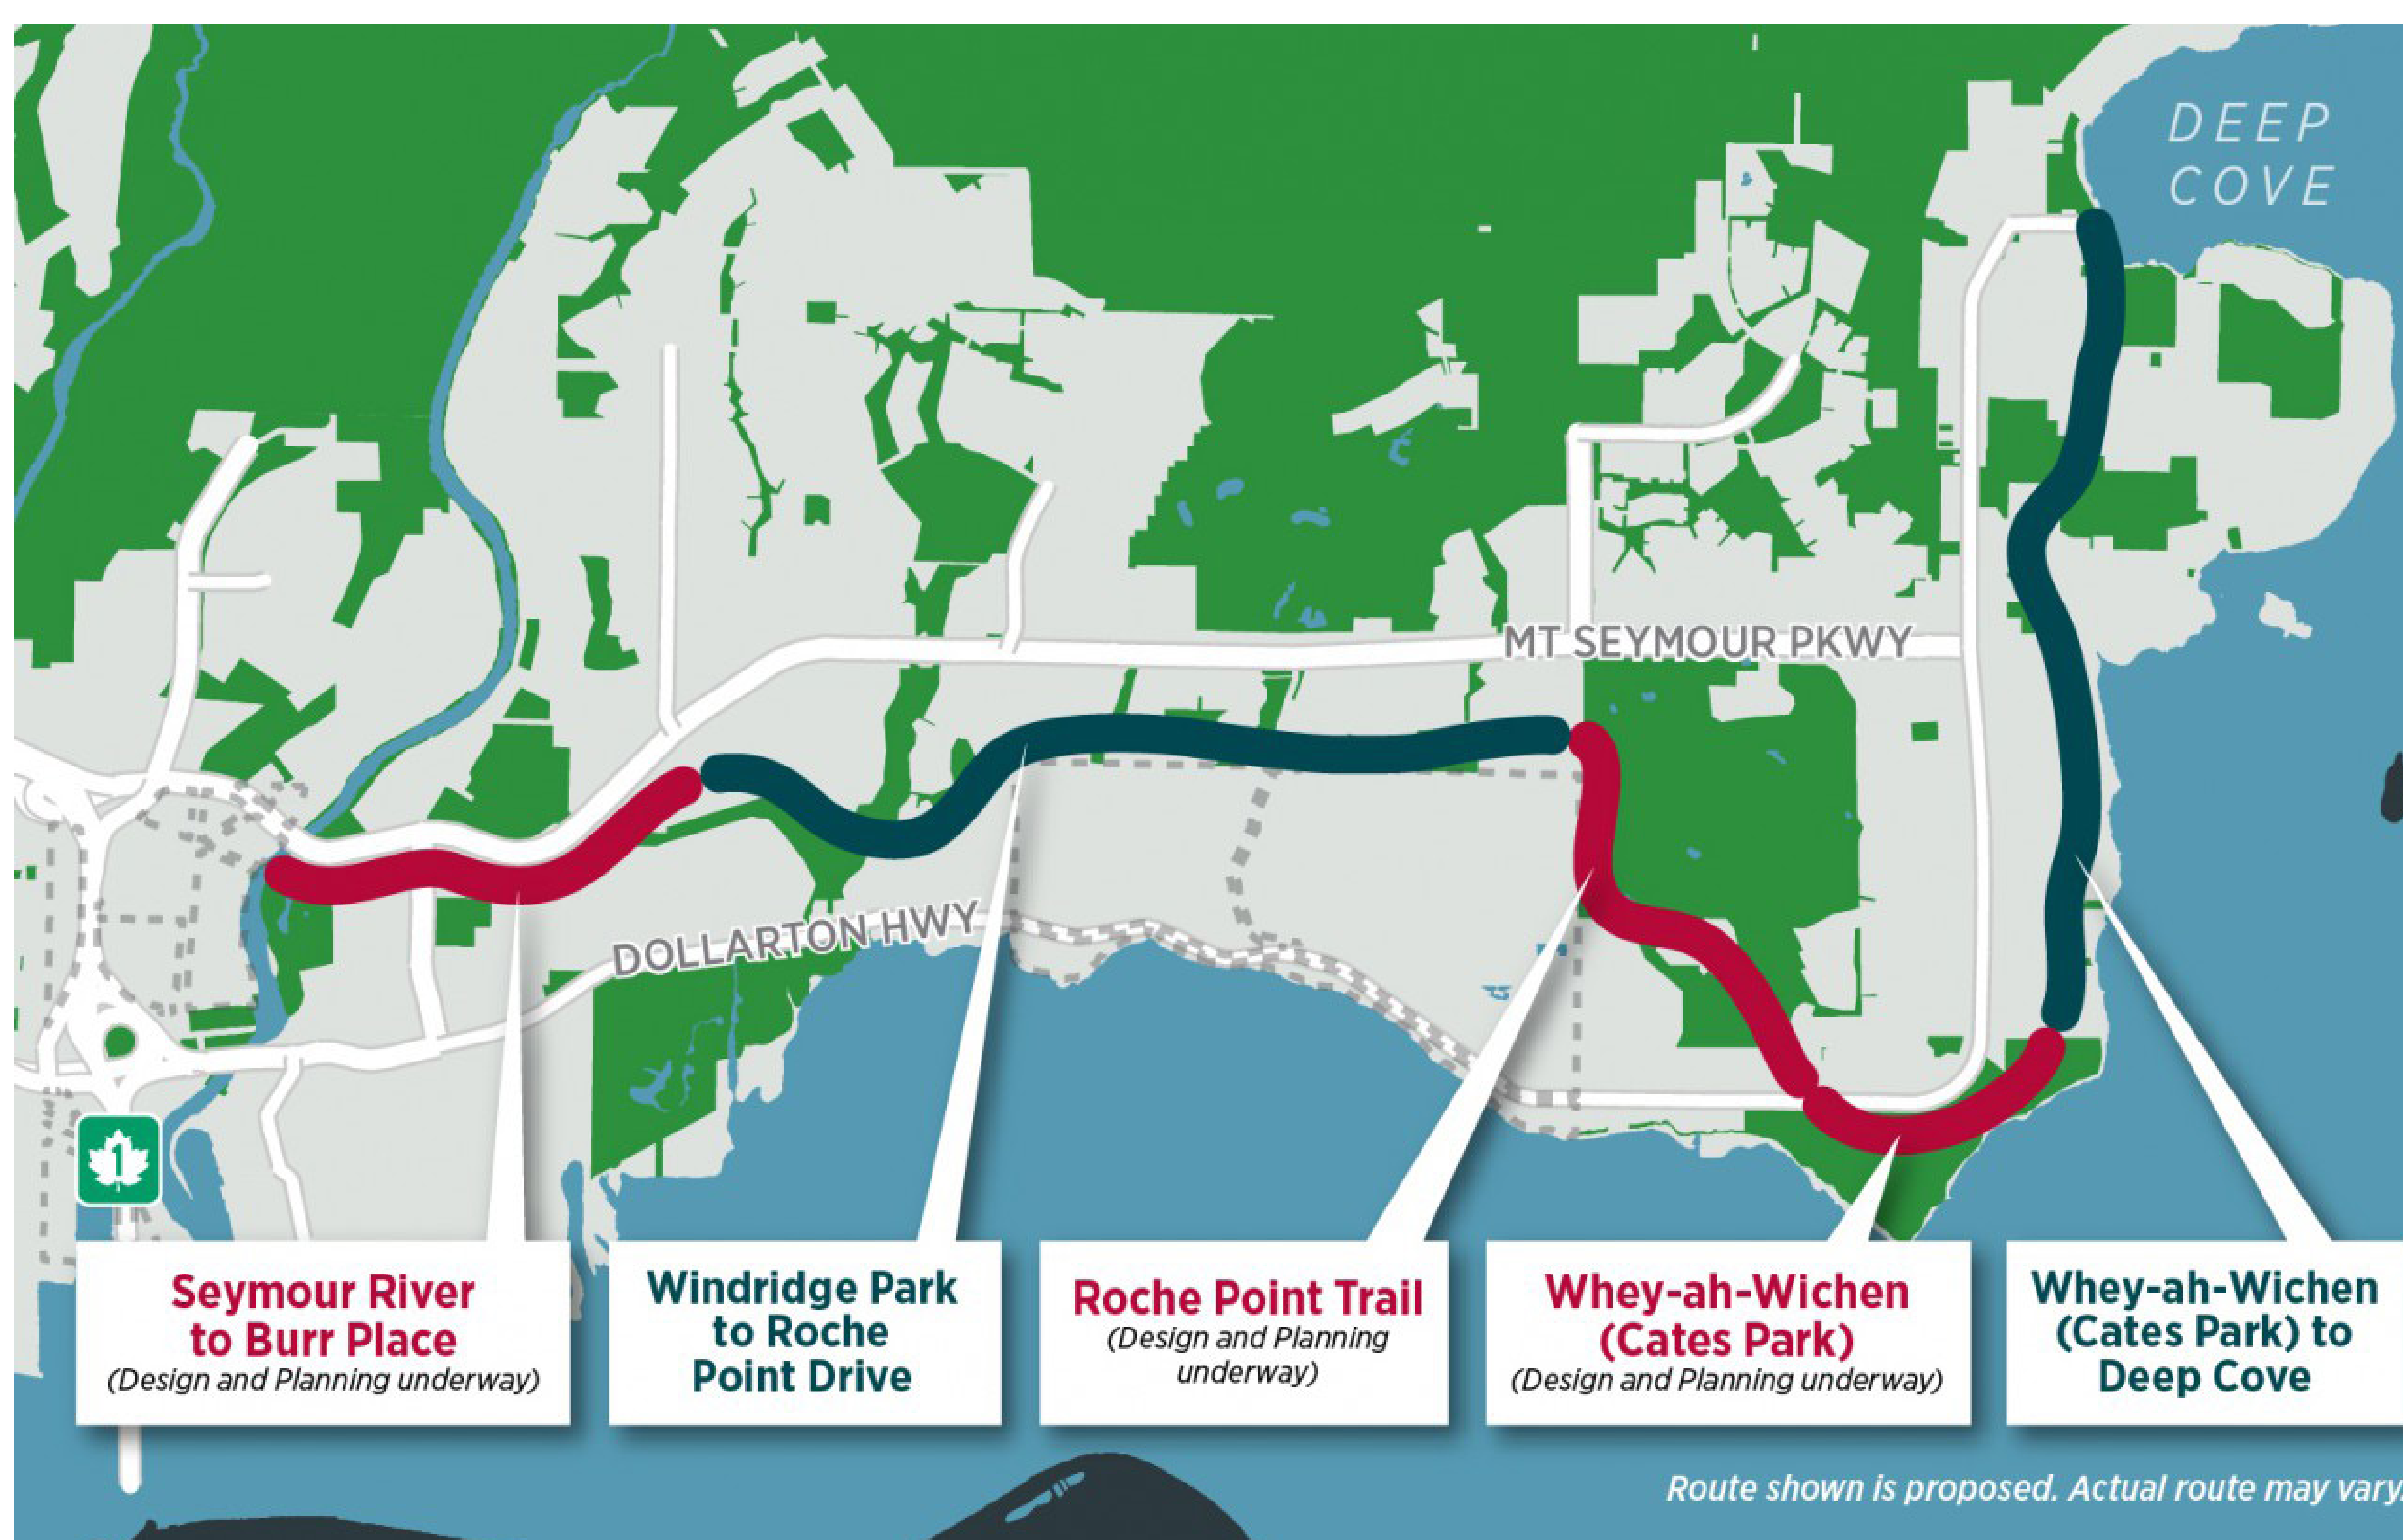 DEEP
COVE
MT SEYMOUR PKWY
DOLLARTON HWY
1
Seymour River
to Burr Place
(Design and Planning underway)
Windridge Park
to Roche
Point Drive
Roche Point Trail
(Design and Planning
underway)
Whey-ah-Wichen
(Cates Park)
(Design and Planning underway)
Whey-ah-Wichen
(Cates Park) to
Deep Cove
Route shown is proposed. Actual route may vary.